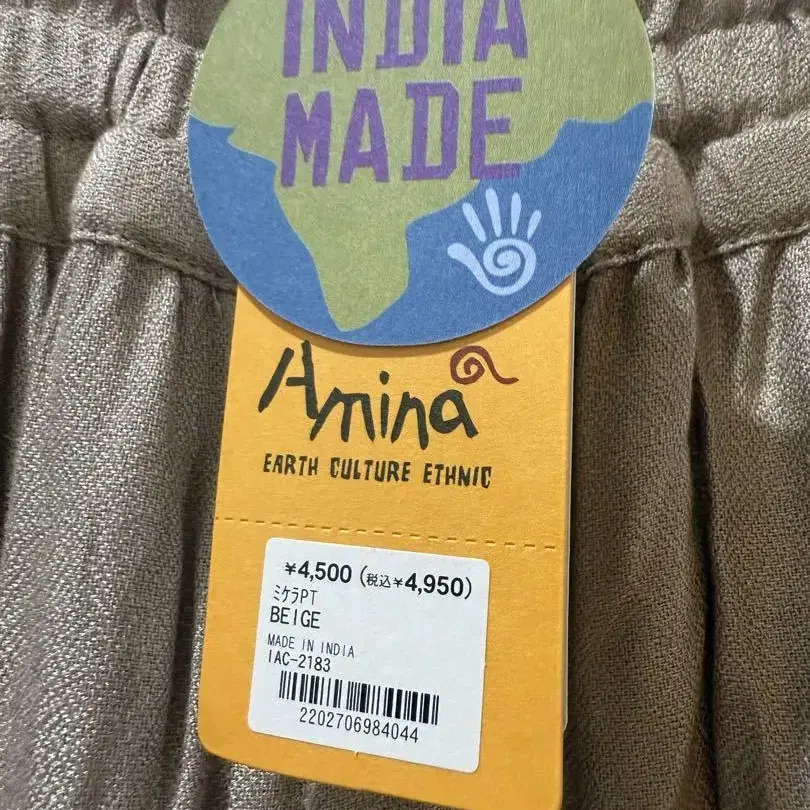 INDIA
MADE
Amina
EARTH CULTURE ETHNIC
¥4,500 (税込¥4,950)
ミケラPT
BEIGE
MADE IN INDIA
IAC-2183
2202706984044